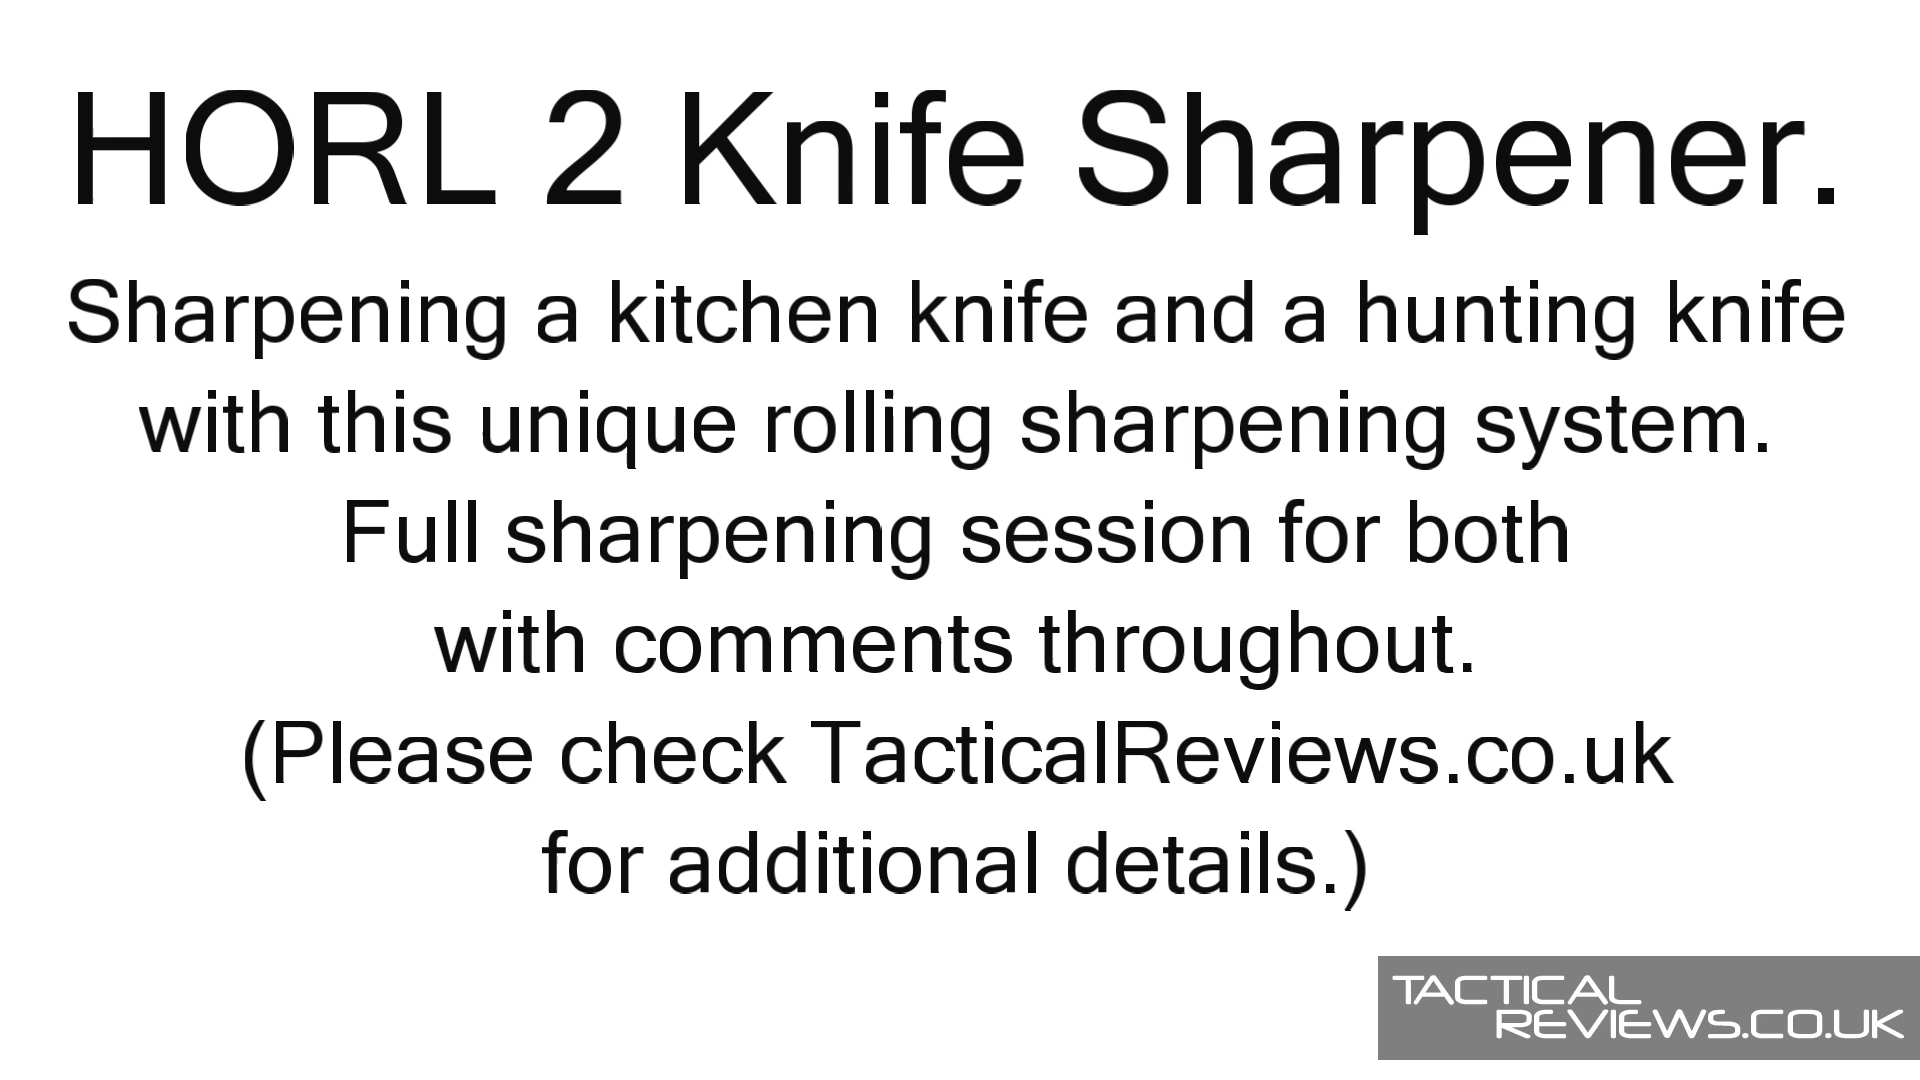 HORL 2 Knife Sharpener.
Sharpening a kitchen knife and a hunting knife
with this unique rolling sharpening system.
Full sharpening session for both
with comments throughout.
(Please check TacticalReviews.co.uk
for additional details.)
TACTICAL
REVIEWS.CO.UK